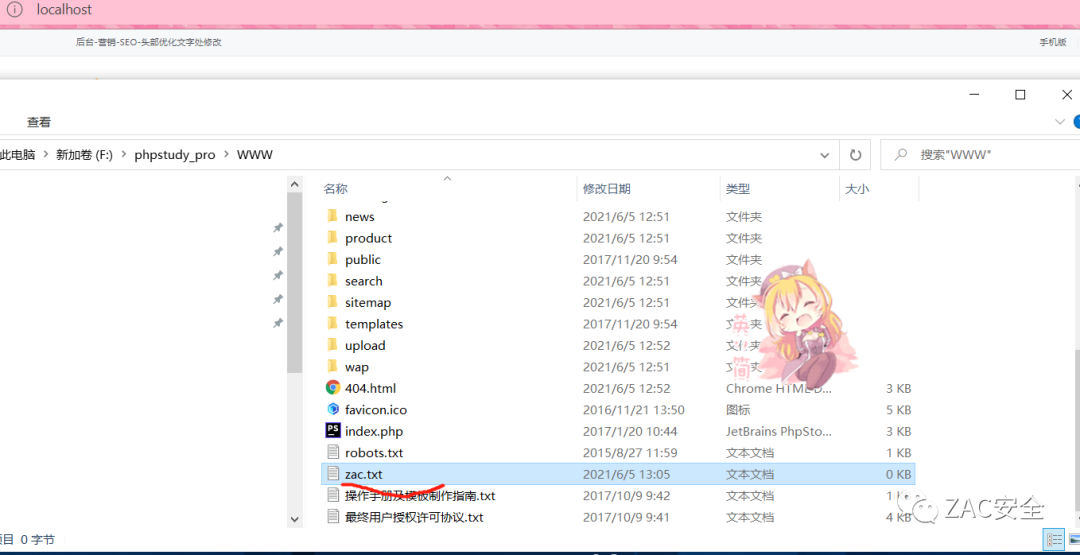 localhost
后台-营销-SEO-头部优化文字处修改 手机版
查看
此电脑 > 新加卷 (F:) > phpstudy_pro > WWW 搜索"WWW"
名称 修改日期 类型 大小
news 2021/6/5 12:51 文件夹
product 2021/6/5 12:51 文件夹
public 2017/11/20 9:54 文件夹
search 2021/6/5 12:51 文件夹
sitemap 2021/6/5 12:51 文件夹
templates 2017/11/20 9:54 文件夹
upload 2021/6/5 12:52 文件夹
wap 2021/6/5 12:51 文件夹
404.html 2021/6/5 12:52 Chrome HTML D... 3 KB
favicon.ico 2016/11/21 13:50 图标 5 KB
index.php 2017/1/20 10:44 JetBrains PhpSto... 3 KB
robots.txt 2015/8/27 11:59 文本文档 1 KB
zac.txt 2021/6/5 13:05 文本文档 0 KB
操作手册及模板制作指南.txt 2017/10/9 9:42 文本文档 1 K
最终用户授权许可协议.txt 2017/10/9 9:41 文本文档 4 K
英
简
ZAC安全
项目 0 字节